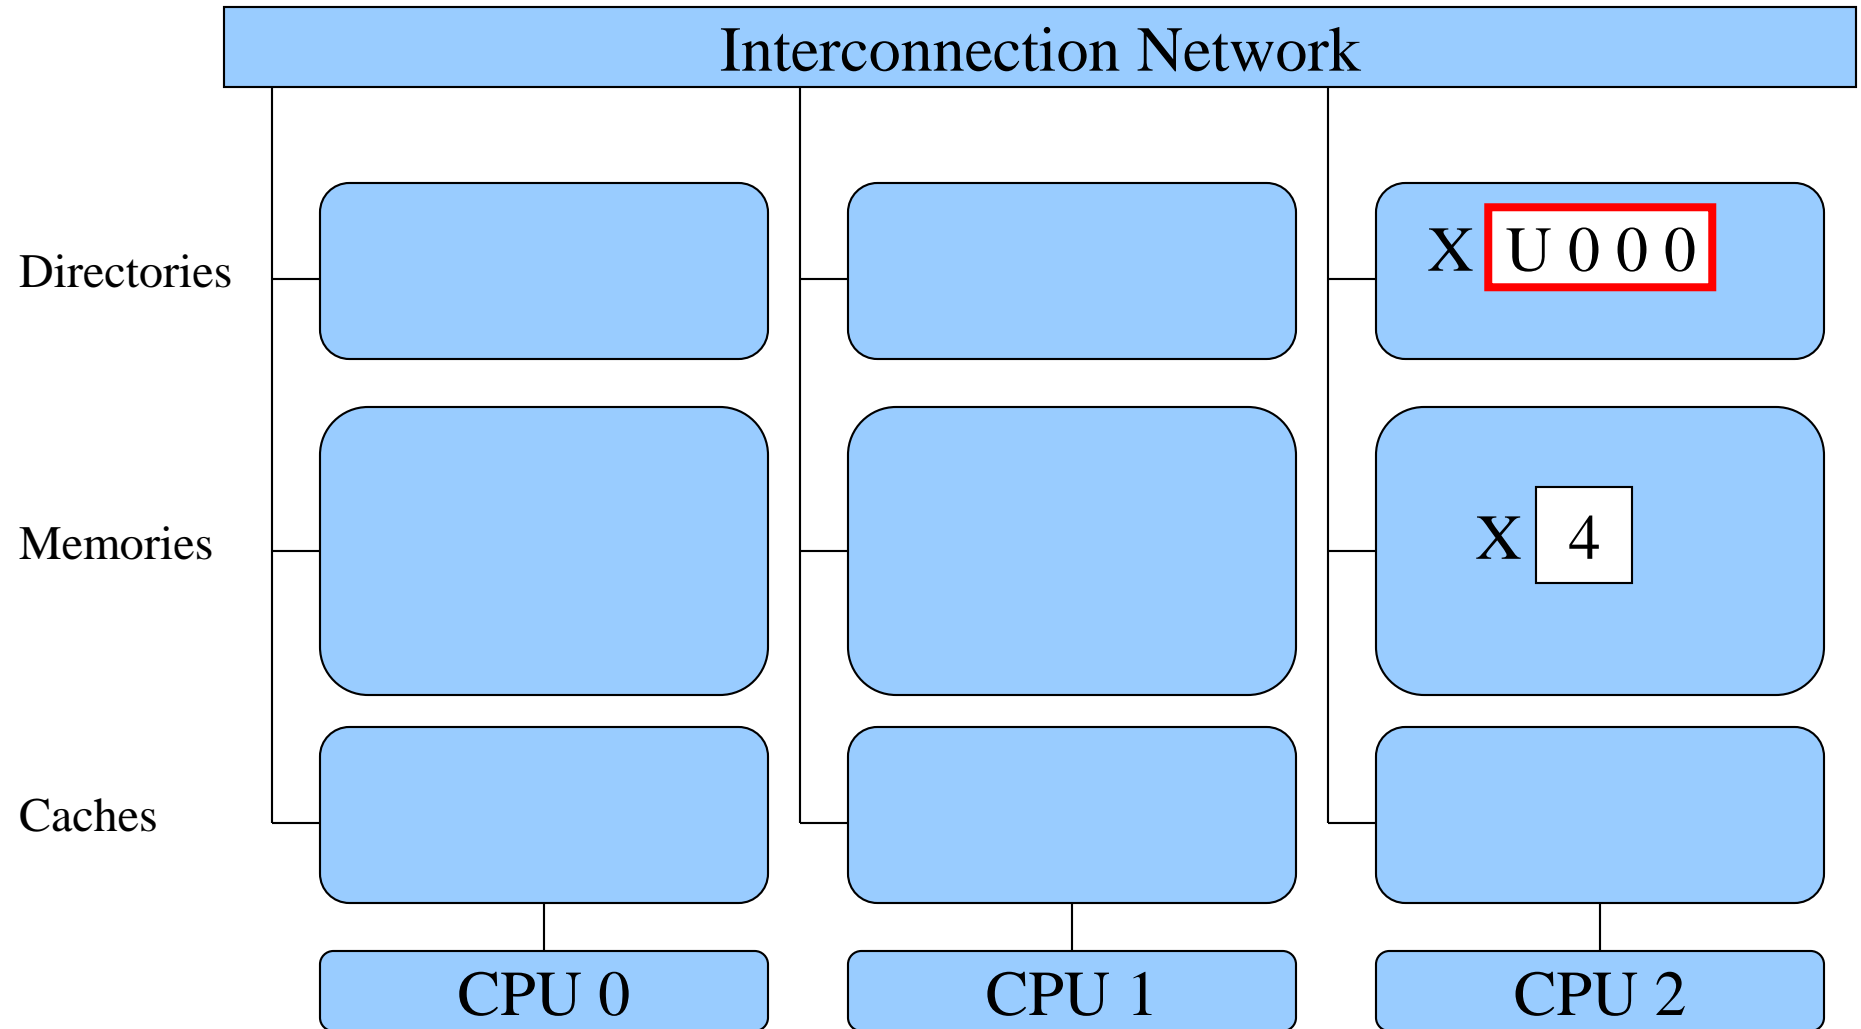 Interconnection Network
Directories
X U 0 0 0
Memories
X 4
Caches
CPU 0
CPU 1
CPU 2